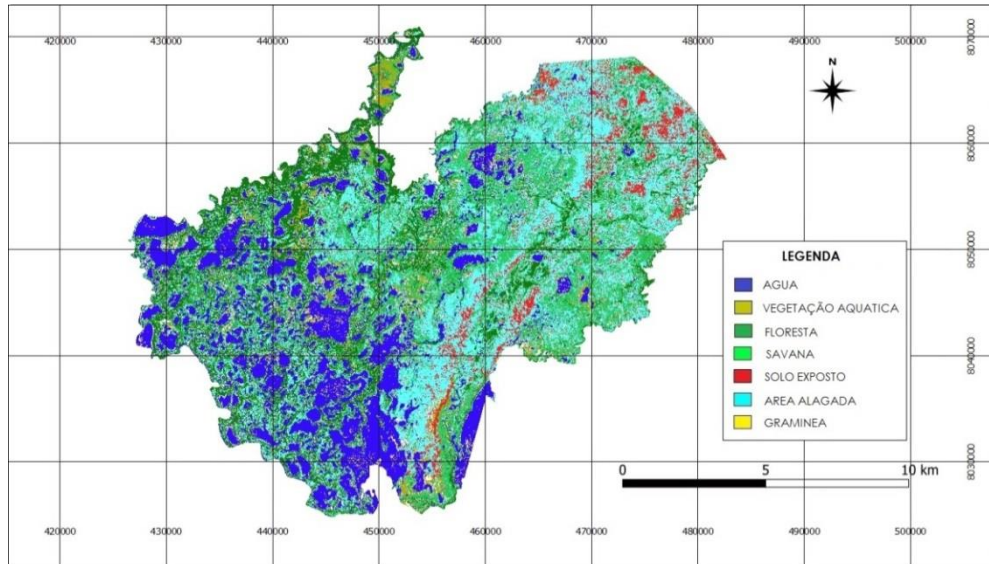 420000 430000 440000 450000 460000 470000 480000 490000 500000
8070000
N
8060000
8050000
LEGENDA
AGUA
VEGETAÇÃO AQUATICA
FLORESTA
SAVANA
SOLO EXPOSTO
AREA ALAGADA
GRAMINEA
8040000
8030000
0 5 10 km
420000 430000 440000 450000 460000 470000 480000 490000 500000